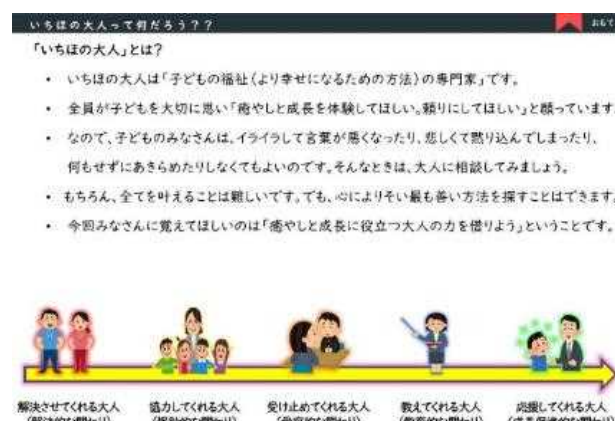 いちほの大人って何だろう？？
おもて
「いちほの大人」とは？
• いちほの大人は「子どもの福祉(より幸せになるための方法)の専門家」です。
• 全員が子どもを大切に思い「癒やしと成長を体験してほしい。頼りにしてほしい」と願っています
• なので、子どものみなさんは、イライラして言葉が悪くなったり、悲しくて黙り込んでしまったり、
何もせずにあきらめたりしなくてもよいのです。そんなときは、大人に相談してみましょう。
• もちろん、全てを叶えることは難しいです。でも、心によりそい最も善い方法を探すことはできます。
• 今回みなさんに覚えてほしいのは「癒やしと成長に役立つ大人の力を借りよう」ということです。
解決させてくれる大人 協力してくれる大人 受け止めてくれる大人 教えてくれる大人 応援してくれる大人